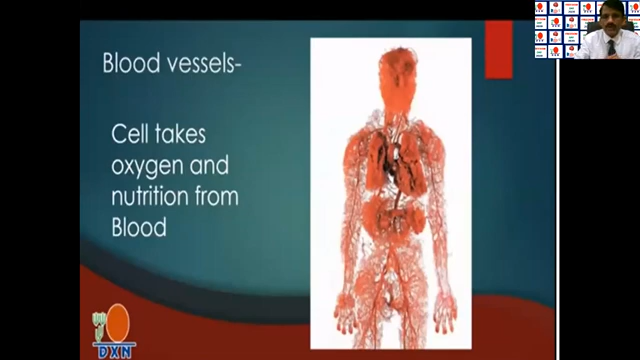 Blood vessels-
Cell takes
oxygen and
nutrition from
Blood
DXN